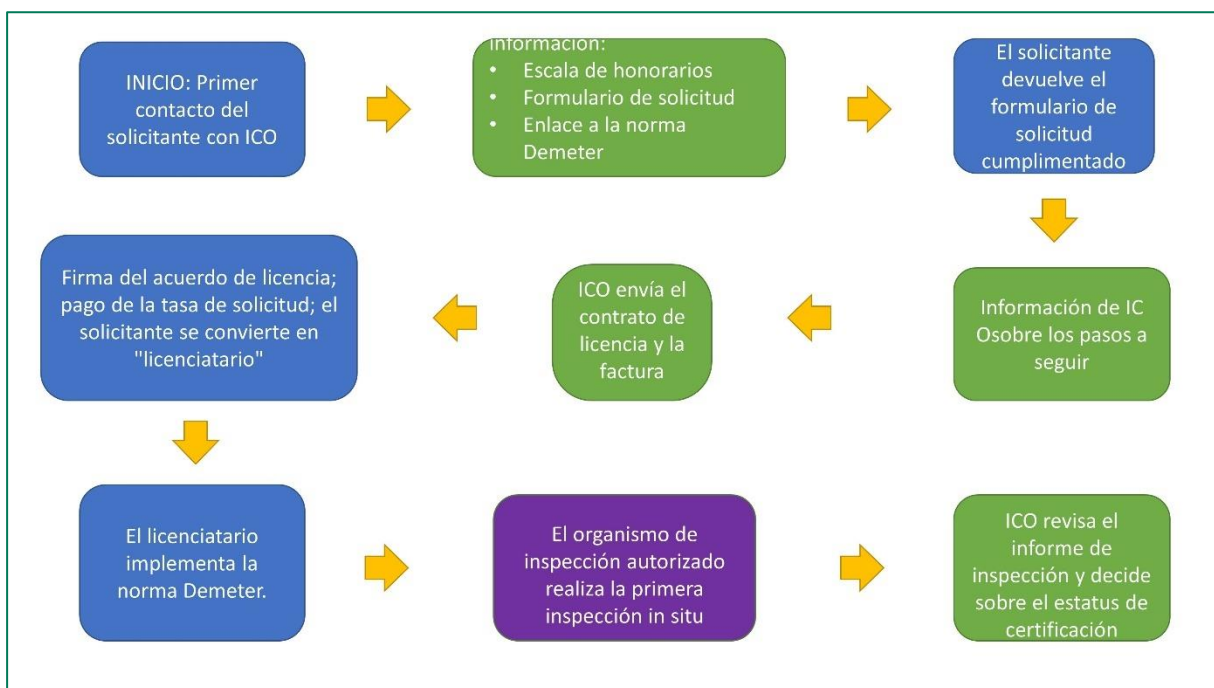 INICIO: Primer
contacto del
solicitante con ICO
información:
• Escala de honorarios
• Formulario de solicitud
• Enlace a la norma
Demeter
El solicitante
devuelve el
formulario de
solicitud
cumplimentado
Información de IC
Osobre los pasos a
seguir
ICO envía el
contrato de
licencia y la
factura
Firma del acuerdo de licencia;
pago de la tasa de solicitud; el
solicitante se convierte en
"licenciatario"
El licenciatario
implementa la
norma Demeter.
El organismo de
inspección autorizado
realiza la primera
inspección in situ
ICO revisa el
informe de
inspección y decide
sobre el estatus de
certificación